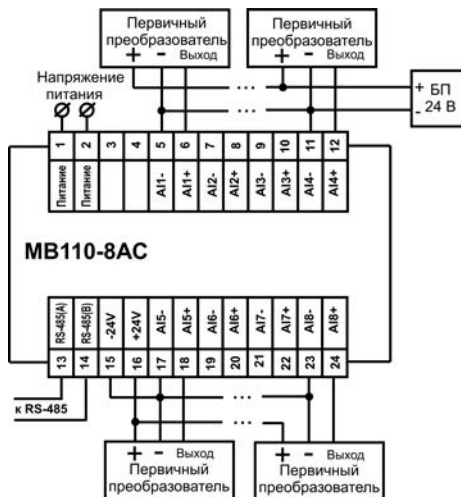 Первичный
преобразователь
+ - Выход
Первичный
преобразователь
+ - Выход
Напряжение
питания
...
...
+ БП
- 24 В
1 2 3 4 5 6 7 8 9 10 11 12
Питание Питание AI1- AI1+ AI2- AI2+ AI3- AI3+ AI4- AI4+
МВ110-8АС
RS-485(A) RS-485(B) -24V +24V AI5- AI5+ AI6- AI6+ AI7- AI7+ AI8- AI8+
13 14 15 16 17 18 19 20 21 22 23 24
к RS-485
...
...
+ - Выход
Первичный
преобразователь
+ - Выход
Первичный
преобразователь